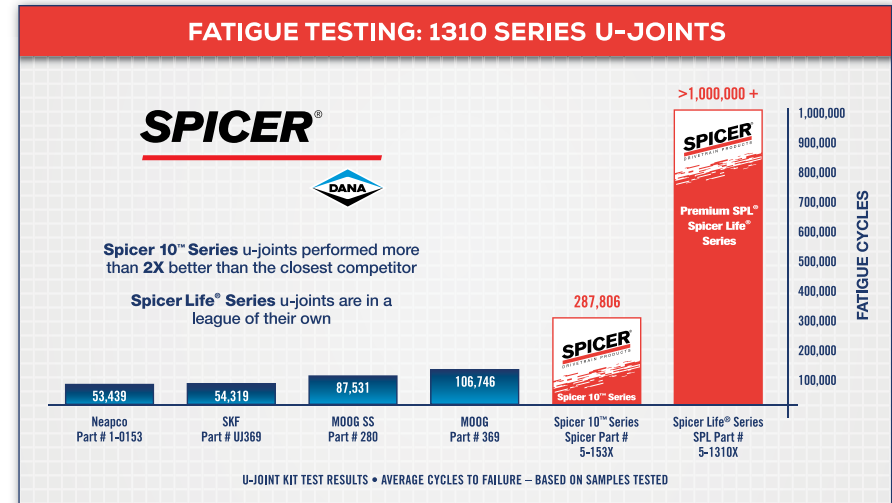 FATIGUE TESTING: 1310 SERIES U-JOINTS
SPICER®
DANA
Spicer 10™ Series u-joints performed more
than 2X better than the closest competitor
Spicer Life® Series u-joints are in a
league of their own
53,439
54,319
87,531
106,746
287,806
SPICER®
DRIVETRAIN PRODUCTS
Spicer 10™ Series
>1,000,000 +
SPICER®
DRIVETRAIN PRODUCTS
Premium SPL®
Spicer Life®
Series
1,000,000
900,000
800,000
700,000
600,000
500,000
400,000
300,000
200,000
100,000
FATIGUE CYCLES
Neapco
Part # 1-0153
SKF
Part # UJ369
MOOG SS
Part # 280
MOOG
Part # 369
Spicer 10™ Series
Spicer Part #
5-153X
Spicer Life® Series
SPL Part #
5-1310X
U-JOINT KIT TEST RESULTS • AVERAGE CYCLES TO FAILURE – BASED ON SAMPLES TESTED